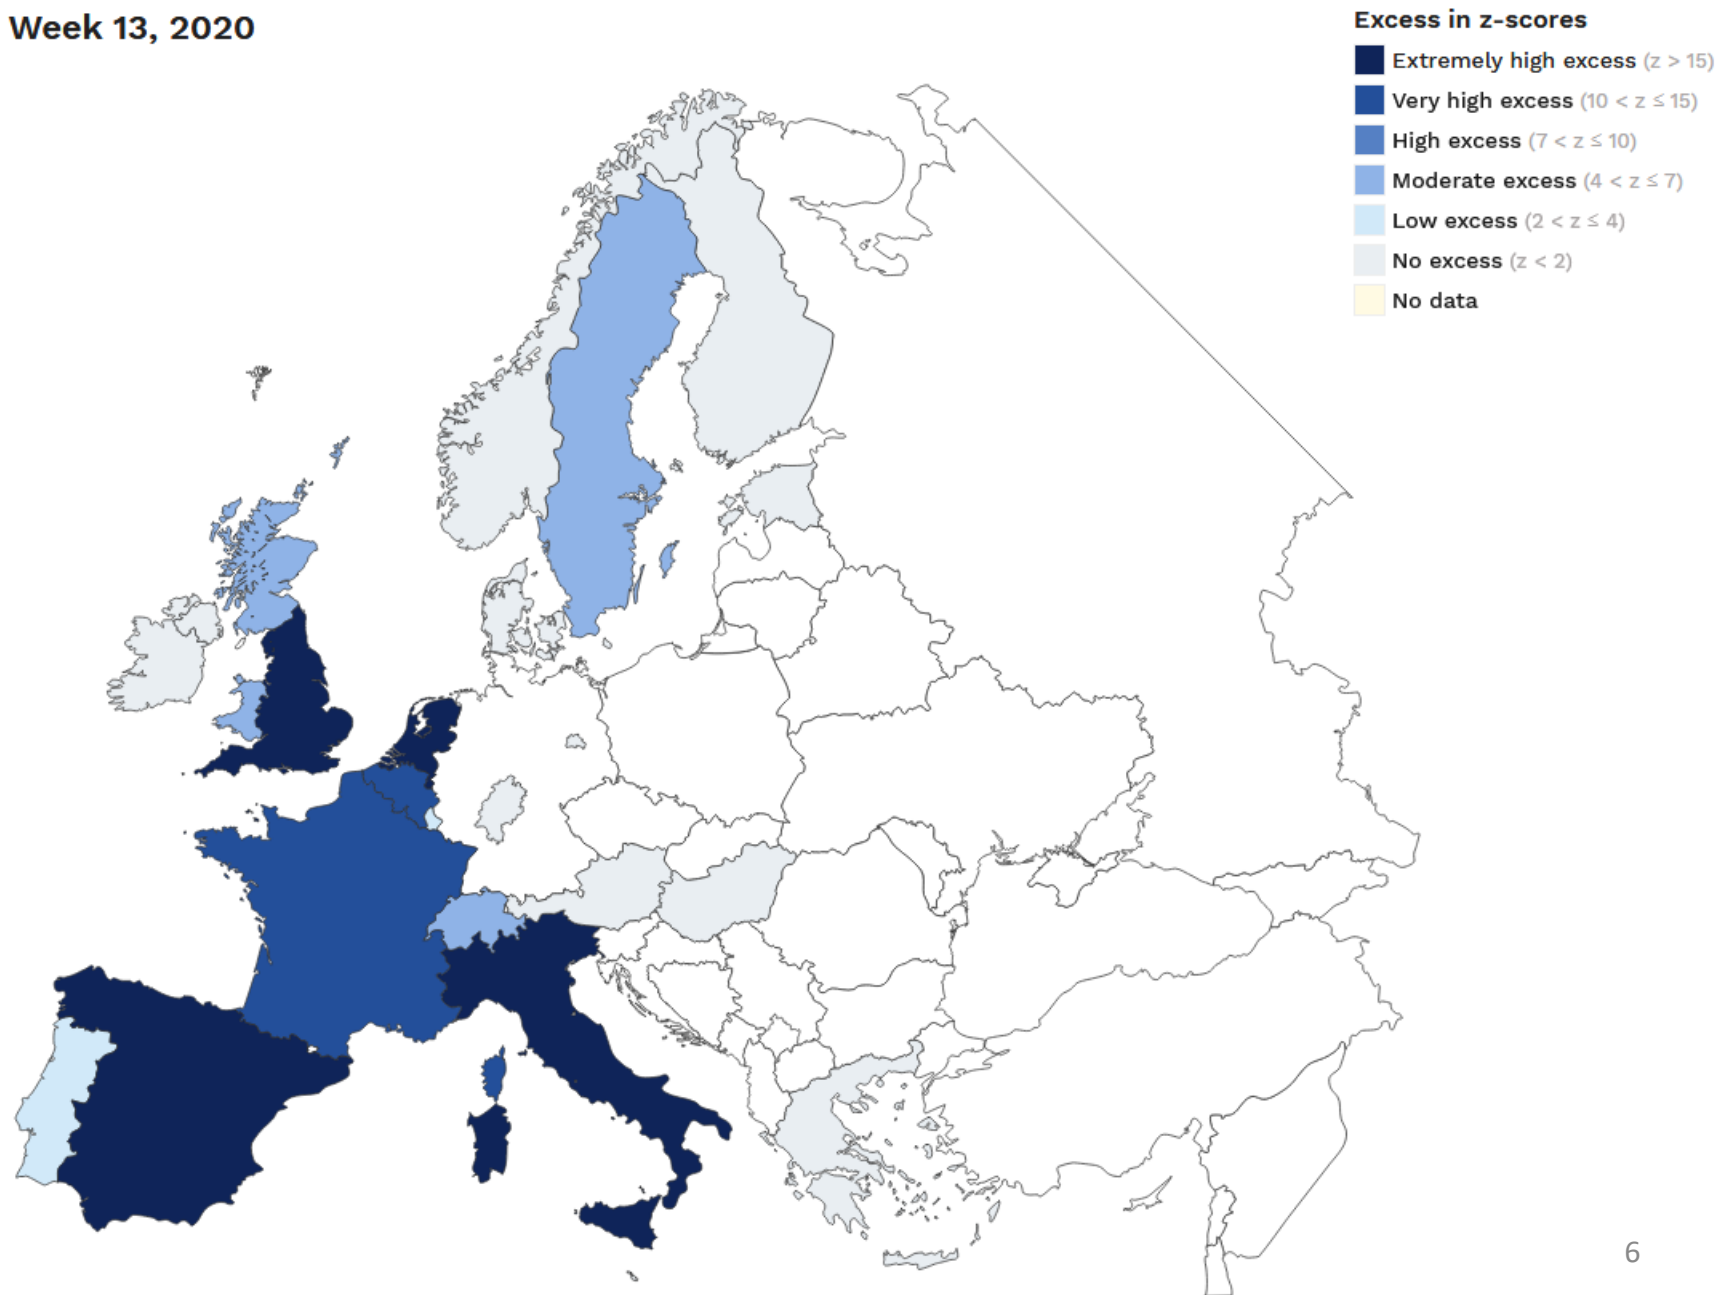 Week 13, 2020
Excess in z-scores
Extremely high excess (z > 15)
Very high excess (10 < z ≤ 15)
High excess (7 < z ≤ 10)
Moderate excess (4 < z ≤ 7)
Low excess (2 < z ≤ 4)
No excess (z < 2)
No data
6